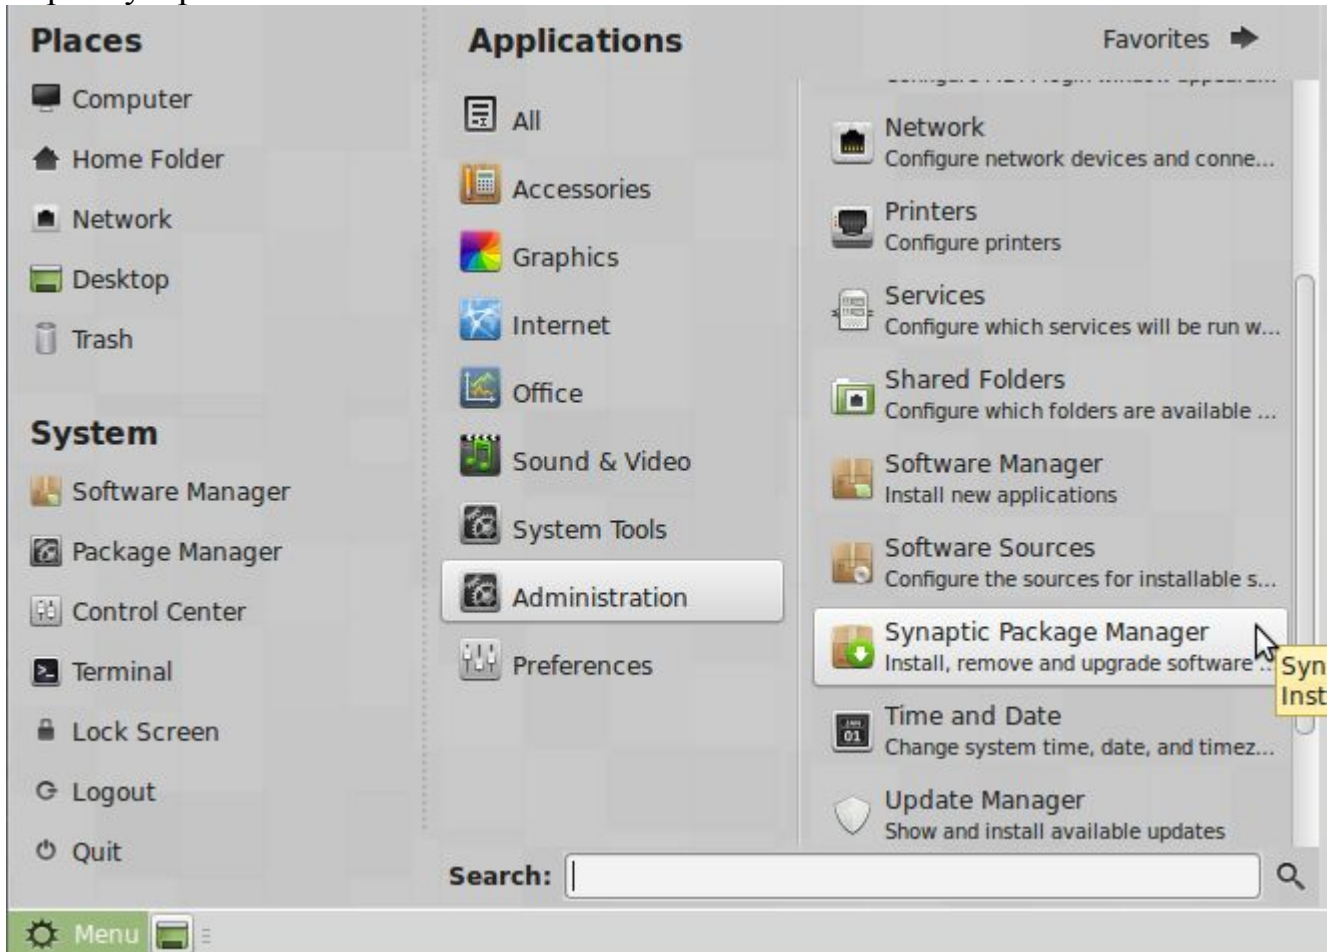 Places
Computer
Home Folder
Network
Desktop
Trash
System
Software Manager
Package Manager
Control Center
Terminal
Lock Screen
Logout
Quit
Applications
All
Accessories
Graphics
Internet
Office
Sound & Video
System Tools
Administration
Preferences
Favorites
Network
Configure network devices and conne...
Printers
Configure printers
Services
Configure which services will be run w...
Shared Folders
Configure which folders are available ...
Software Manager
Install new applications
Software Sources
Configure the sources for installable s...
Synaptic Package Manager
Install, remove and upgrade software ...
Syn
Inst
Time and Date
Change system time, date, and timez...
JAN
01
Update Manager
Show and install available updates
Search:
Menu